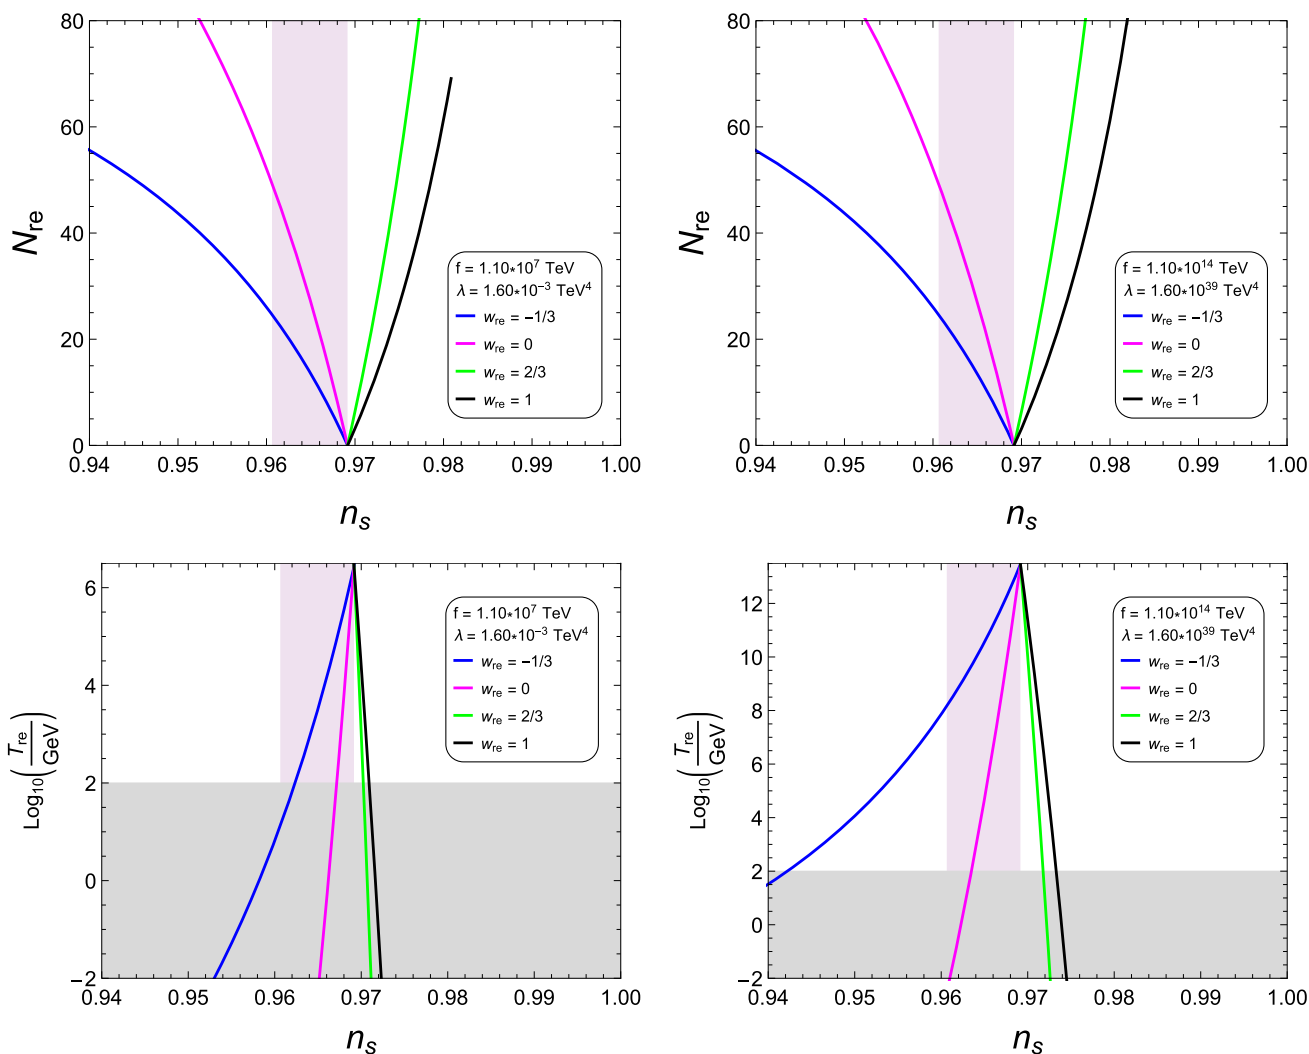 80
60
40
20
0
N_re
0.94 0.95 0.96 0.97 0.98 0.99 1.00
n_s
f = 1.10*10^7 TeV
λ = 1.60*10^−3 TeV^4
w_re = −1/3
w_re = 0
w_re = 2/3
w_re = 1
80
60
40
20
0
N_re
0.94 0.95 0.96 0.97 0.98 0.99 1.00
n_s
f = 1.10*10^14 TeV
λ = 1.60*10^39 TeV^4
w_re = −1/3
w_re = 0
w_re = 2/3
w_re = 1
6
4
2
0
−2
Log_10(T_re/GeV)
0.94 0.95 0.96 0.97 0.98 0.99 1.00
n_s
f = 1.10*10^7 TeV
λ = 1.60*10^−3 TeV^4
w_re = −1/3
w_re = 0
w_re = 2/3
w_re = 1
12
10
8
6
4
2
0
−2
Log_10(T_re/GeV)
0.94 0.95 0.96 0.97 0.98 0.99 1.00
n_s
f = 1.10*10^14 TeV
λ = 1.60*10^39 TeV^4
w_re = −1/3
w_re = 0
w_re = 2/3
w_re = 1